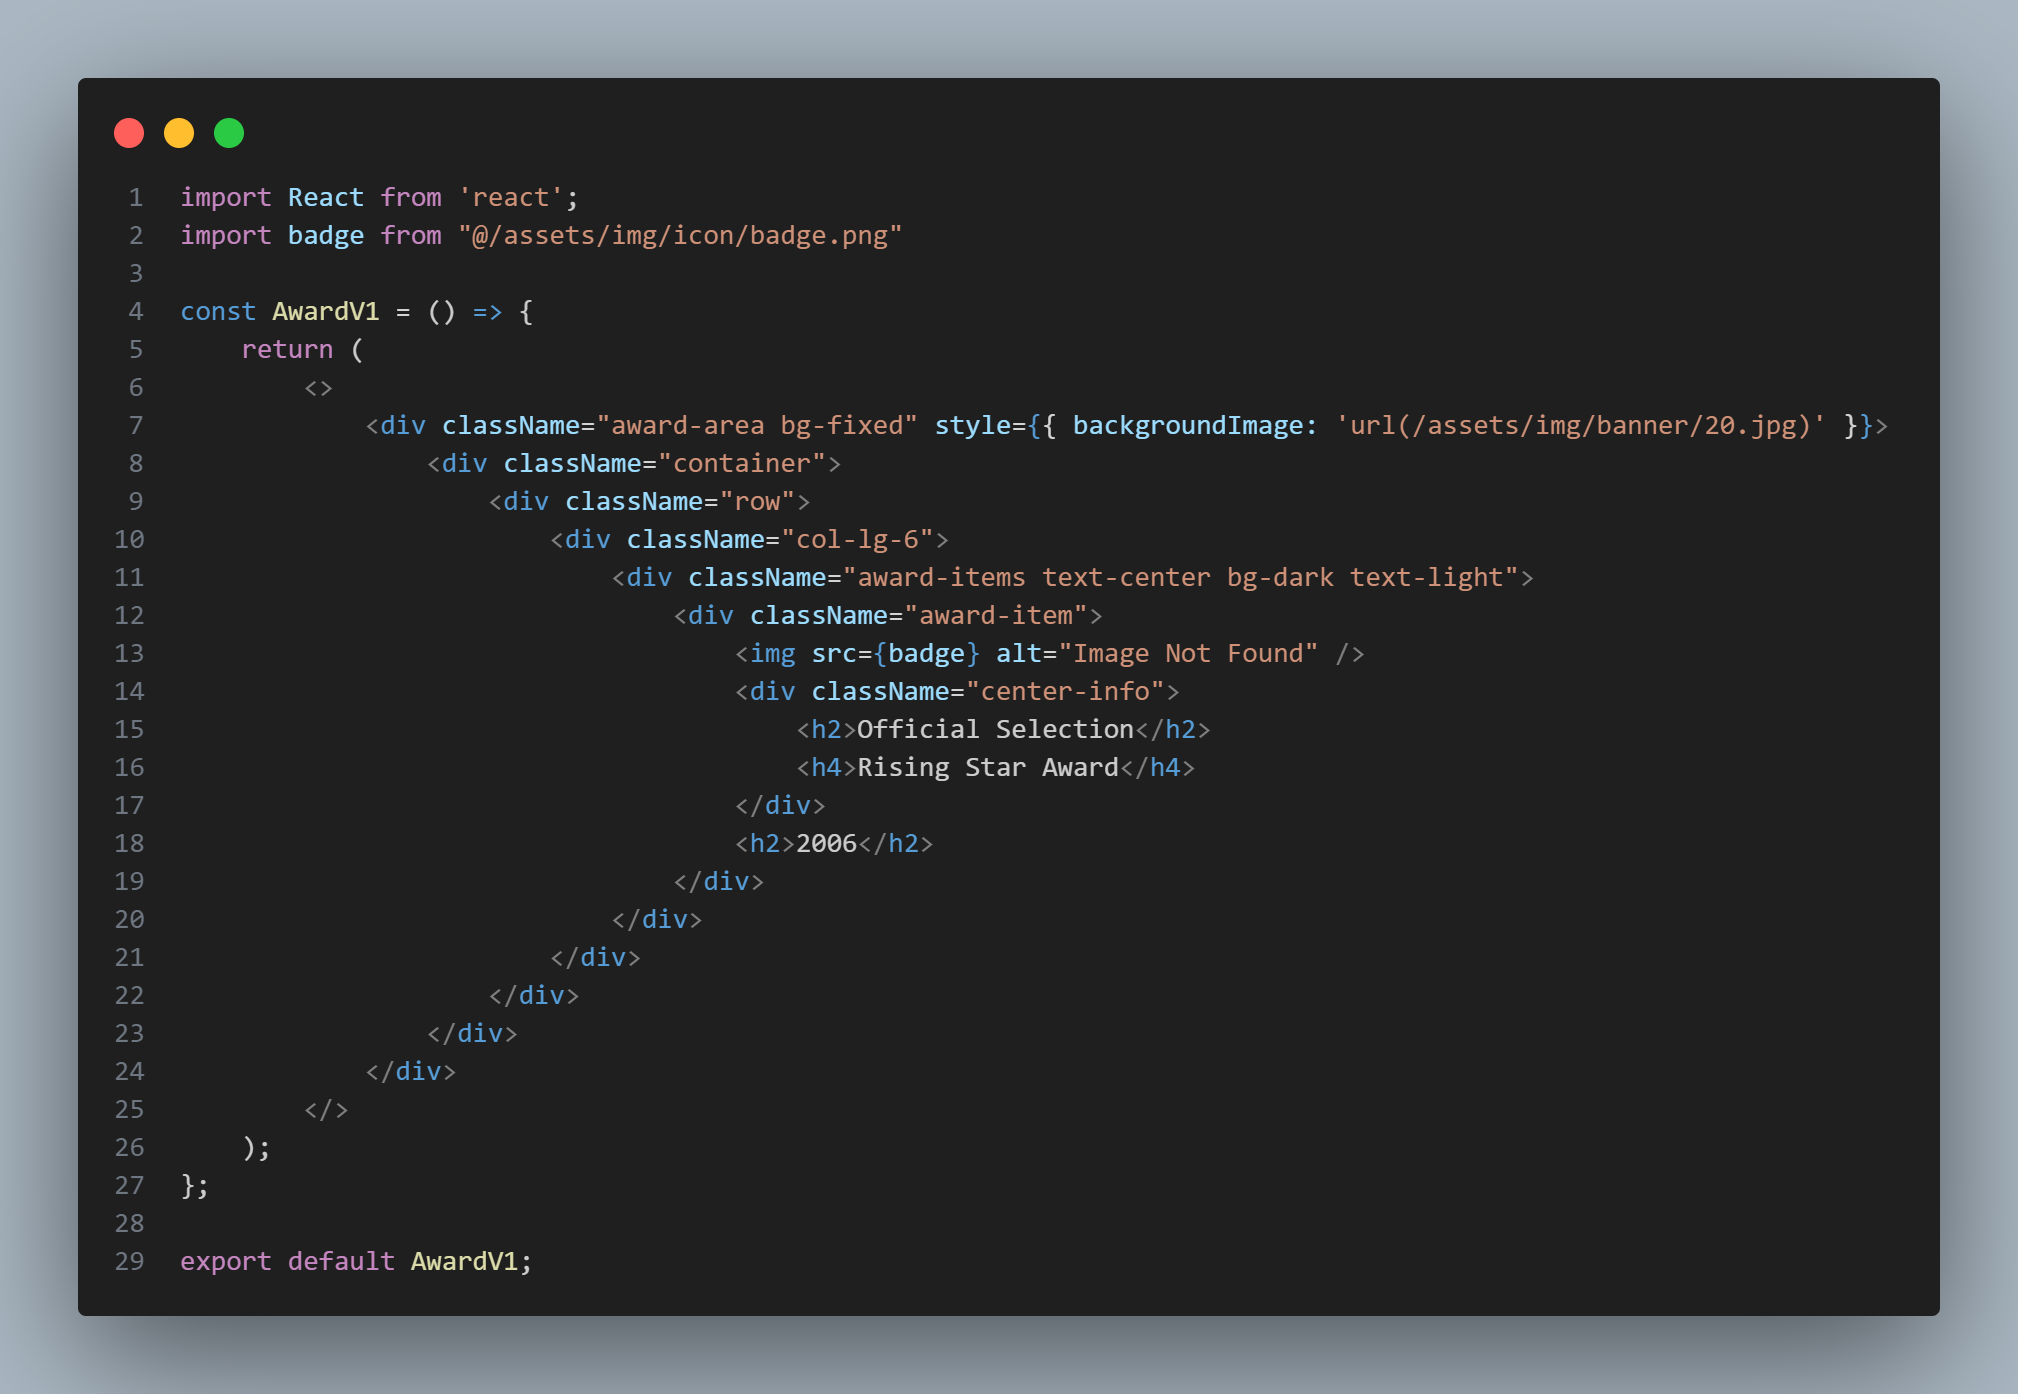 1 import React from 'react';
2 import badge from "@/assets/img/icon/badge.png"
3
4 const AwardV1 = () => {
5     return (
6         <>
7             <div className="award-area bg-fixed" style={{ backgroundImage: 'url(/assets/img/banner/20.jpg)' }}>
8                 <div className="container">
9                     <div className="row">
10                         <div className="col-lg-6">
11                             <div className="award-items text-center bg-dark text-light">
12                                 <div className="award-item">
13                                     <img src={badge} alt="Image Not Found" />
14                                     <div className="center-info">
15                                         <h2>Official Selection</h2>
16                                         <h4>Rising Star Award</h4>
17                                     </div>
18                                     <h2>2006</h2>
19                                 </div>
20                             </div>
21                         </div>
22                     </div>
23                 </div>
24             </div>
25         </>
26     );
27 };
28
29 export default AwardV1;